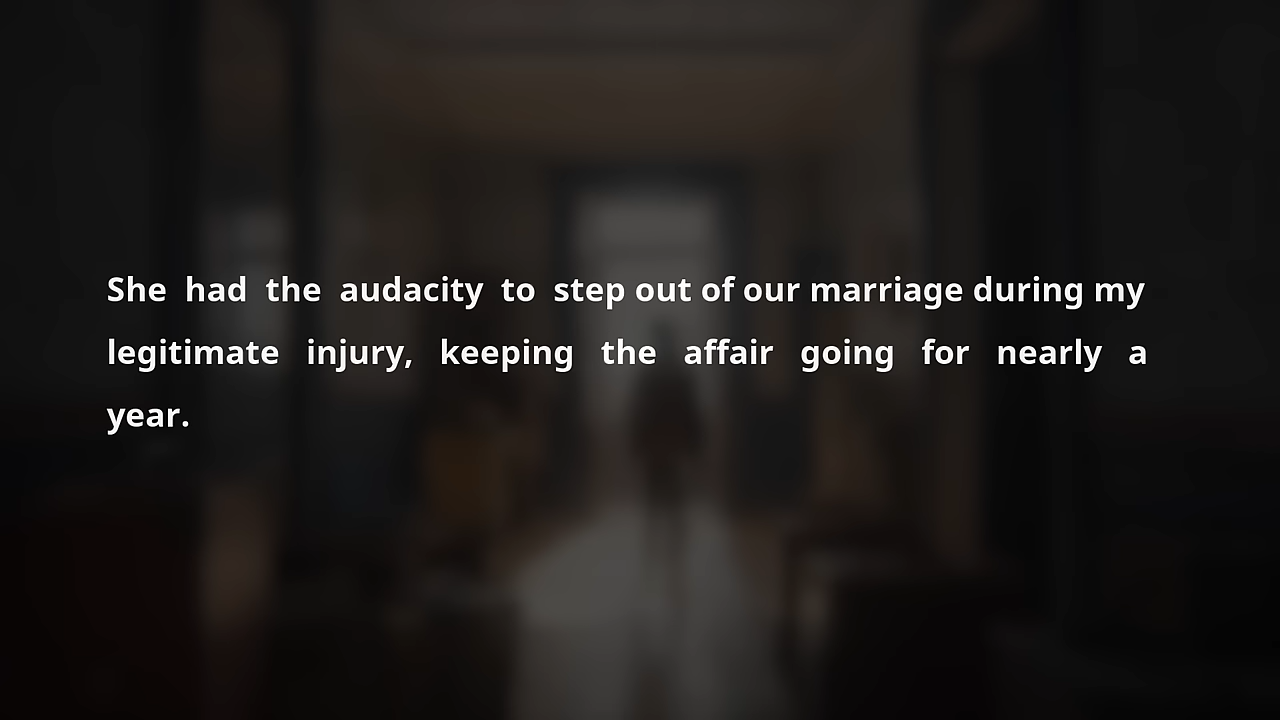 She had the audacity to step out of our marriage during my
legitimate injury, keeping the affair going for nearly a
year.